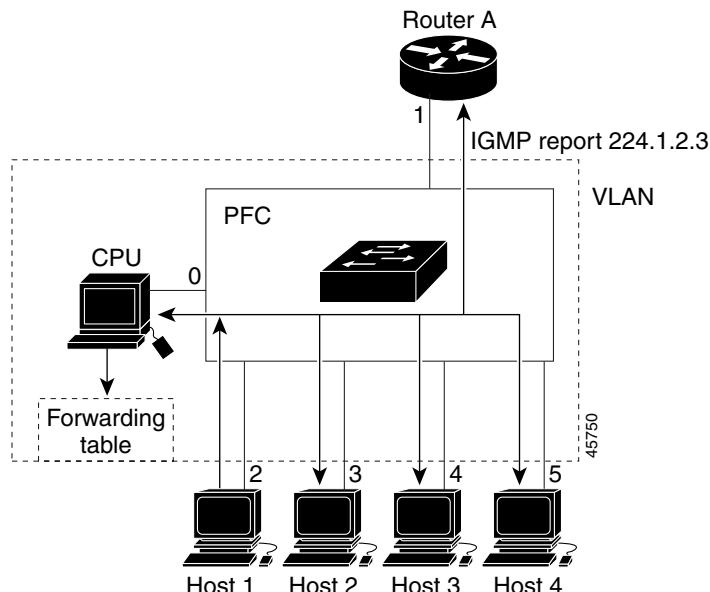 Router A
1
IGMP report 224.1.2.3
VLAN
PFC
CPU
0
Forwarding
table
45750
2
3
4
5
Host 1
Host 2
Host 3
Host 4